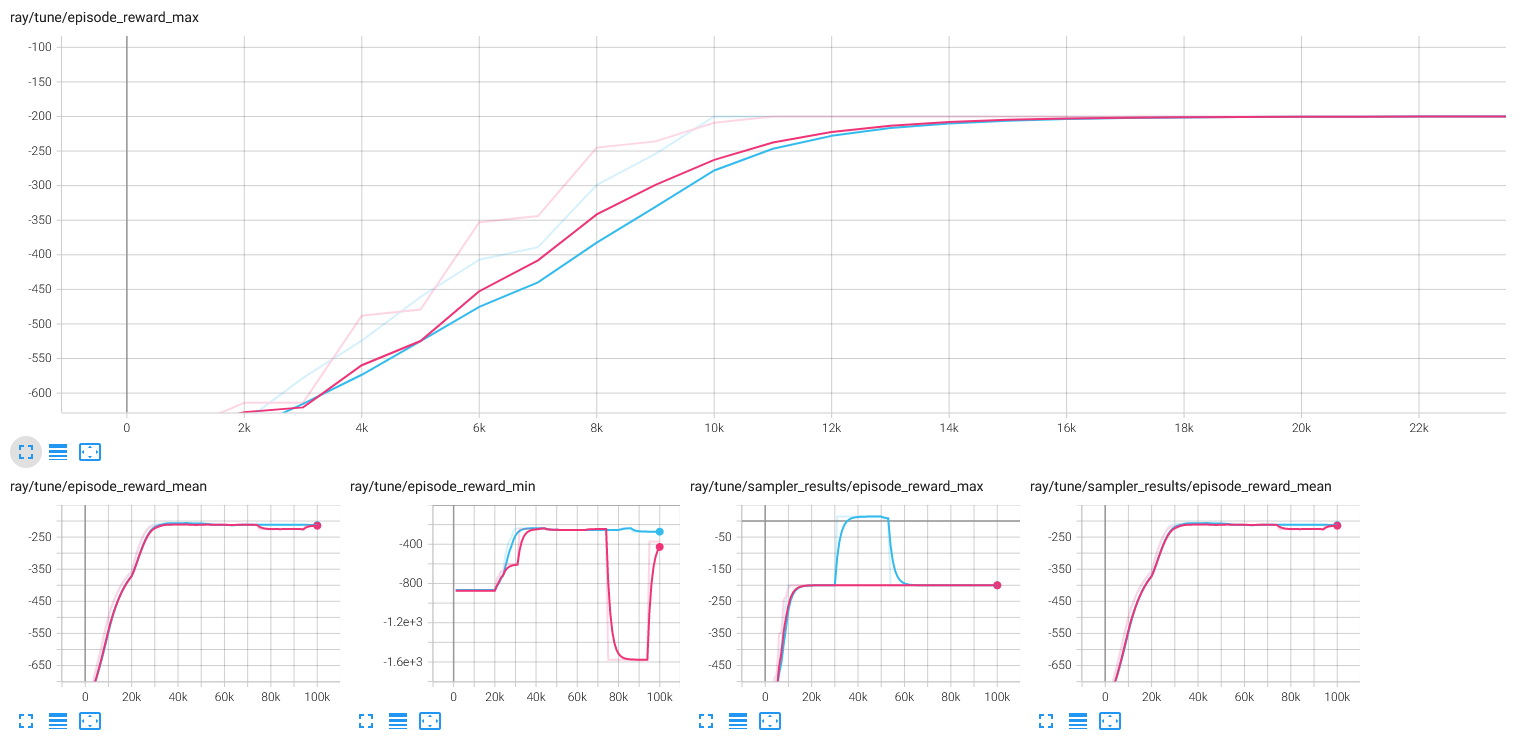 ray/tune/episode_reward_max
-100
-150
-200
-250
-300
-350
-400
-450
-500
-550
-600
0 2k 4k 6k 8k 10k 12k 14k 16k 18k 20k 22k
ray/tune/episode_reward_mean
-250
-350
-450
-550
-650
0 20k 40k 60k 80k 100k
ray/tune/episode_reward_min
-400
-800
-1.2e+3
-1.6e+3
0 20k 40k 60k 80k 100k
ray/tune/sampler_results/episode_reward_max
-50
-150
-250
-350
-450
0 20k 40k 60k 80k 100k
ray/tune/sampler_results/episode_reward_mean
-250
-350
-450
-550
-650
0 20k 40k 60k 80k 100k